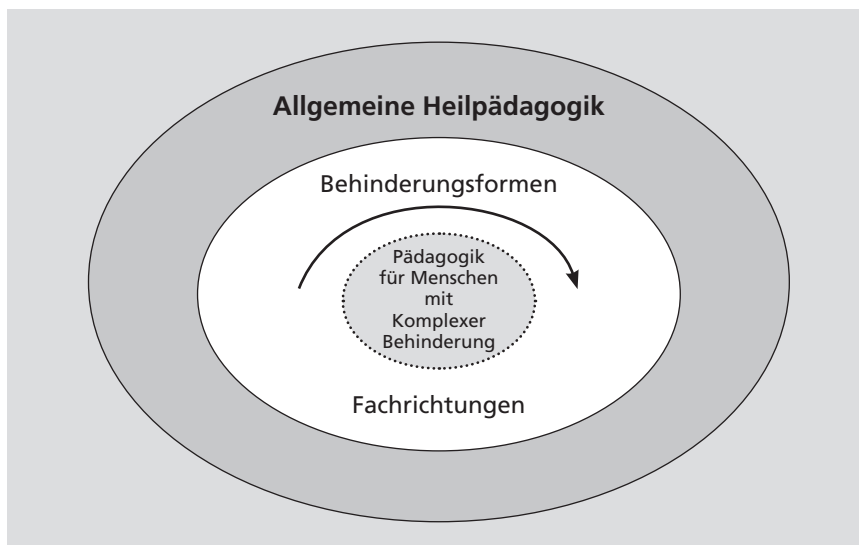 Allgemeine Heilpädagogik
Behinderungsformen
Pädagogik
für Menschen
mit
Komplexer
Behinderung
Fachrichtungen